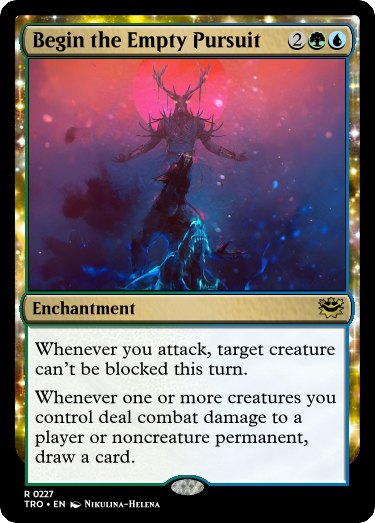 Begin the Empty Pursuit 2
Enchantment
Whenever you attack, target creature
can't be blocked this turn.
Whenever one or more creatures you
control deal combat damage to a
player or noncreature permanent,
draw a card.
R 0227
TRO • EN Nikulina-Helena